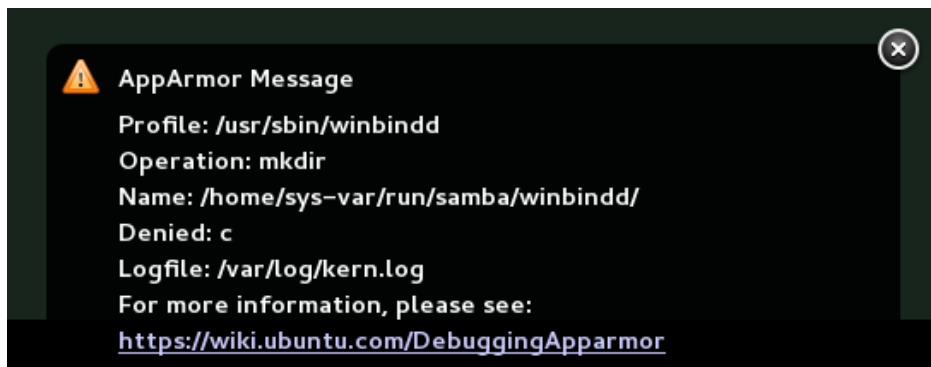 AppArmor Message
Profile: /usr/sbin/winbindd
Operation: mkdir
Name: /home/sys-var/run/samba/winbindd/
Denied: c
Logfile: /var/log/kern.log
For more information, please see:
https://wiki.ubuntu.com/DebuggingApparmor